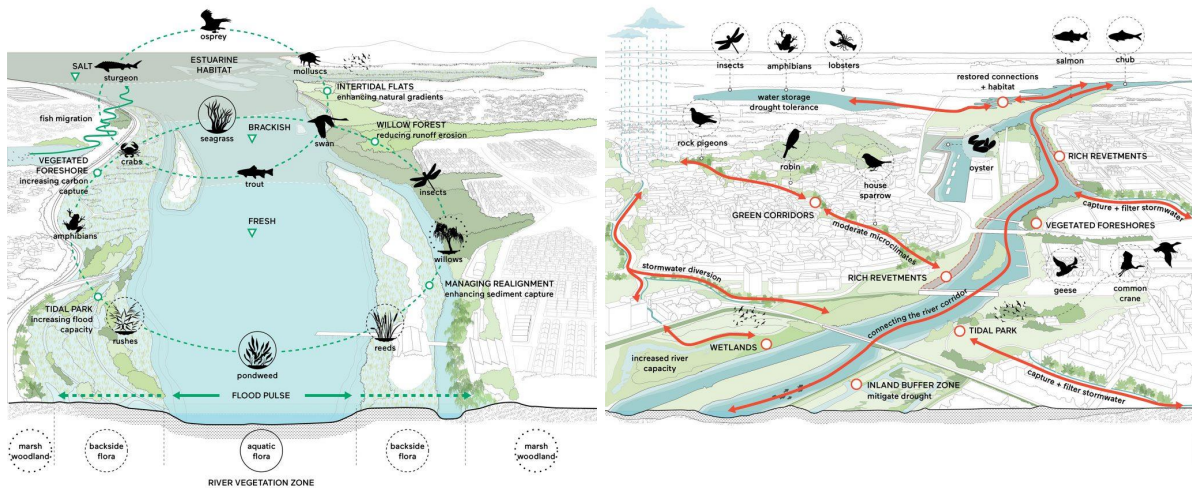 osprey
SALT
sturgeon
ESTUARINE
HABITAT
molluscs
INTERTIDAL FLATS
enhancing natural gradients
fish migration
seagrass
BRACKISH
swan
WILLOW FOREST
reducing runoff erosion
crabs
VEGETATED
FORESHORE
increasing carbon
capture
trout
insects
FRESH
amphibians
willows
MANAGING REALIGNMENT
enhancing sediment capture
TIDAL PARK
increasing flood
capacity
rushes
reeds
pondweed
FLOOD PULSE
marsh
woodland
backside
flora
aquatic
flora
backside
flora
marsh
woodland
RIVER VEGETATION ZONE
insects
amphibians
lobsters
salmon
chub
restored connections
+ habitat
water storage
drought tolerance
rock pigeons
robin
house
sparrow
oyster
RICH REVETMENTS
GREEN CORRIDORS
moderate microclimates
capture + filter stormwater
VEGETATED FORESHORES
RICH REVETMENTS
stormwater diversion
geese
common
crane
connecting the river corridor
WETLANDS
TIDAL PARK
increased river
capacity
INLAND BUFFER ZONE
mitigate drought
capture + filter stormwater